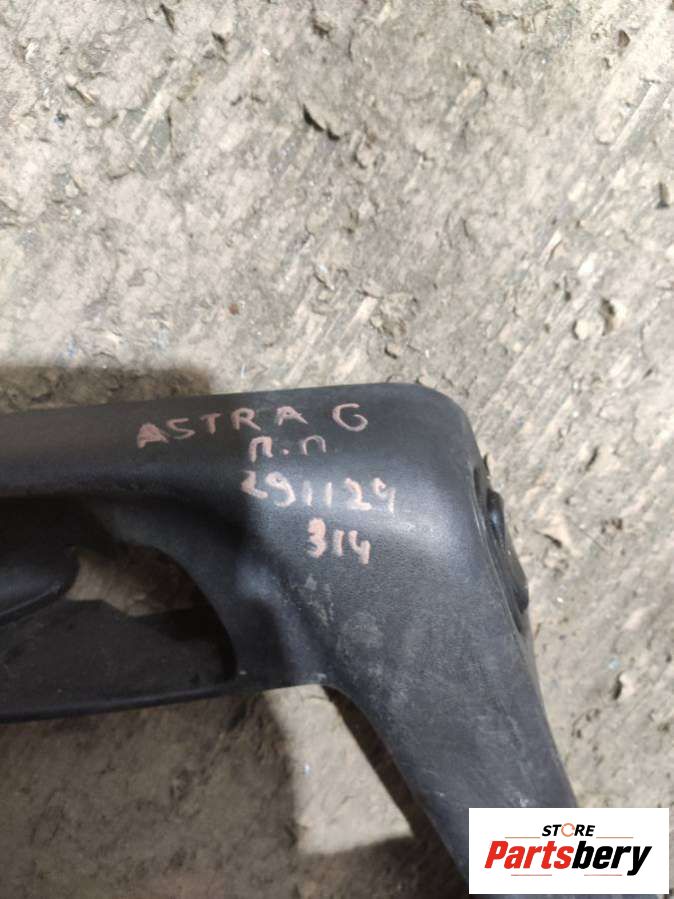 ASTRA G
п.п
291129
314
STORE
Partsbery